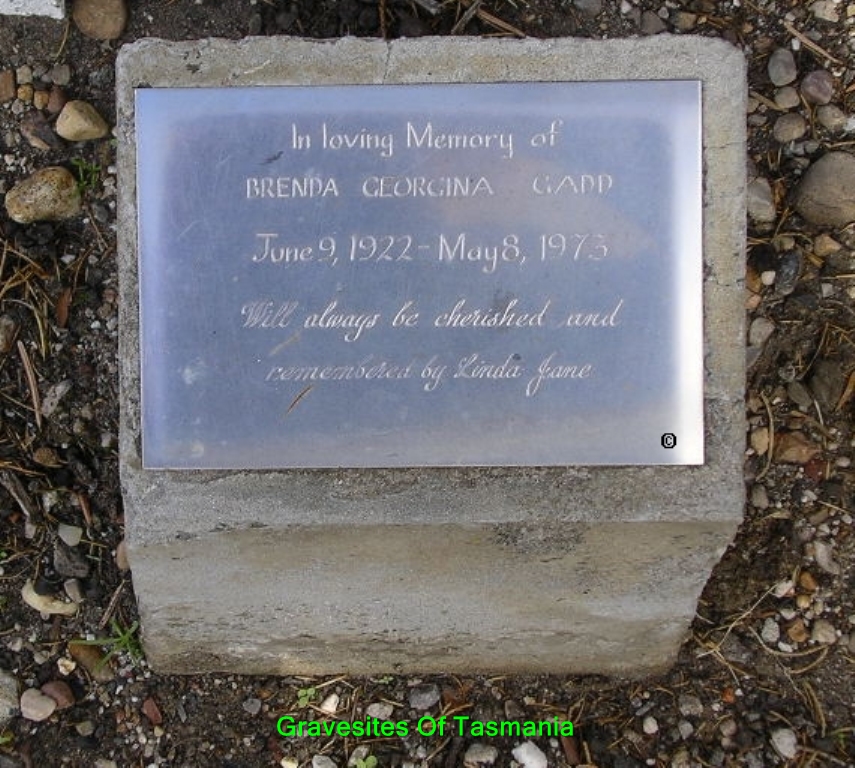 In loving Memory of
BRENDA GEORGINA GADD
June 9, 1922 - May 8, 1973
Will always be cherished and
remembered by Linda Jane
©
Gravesites Of Tasmania